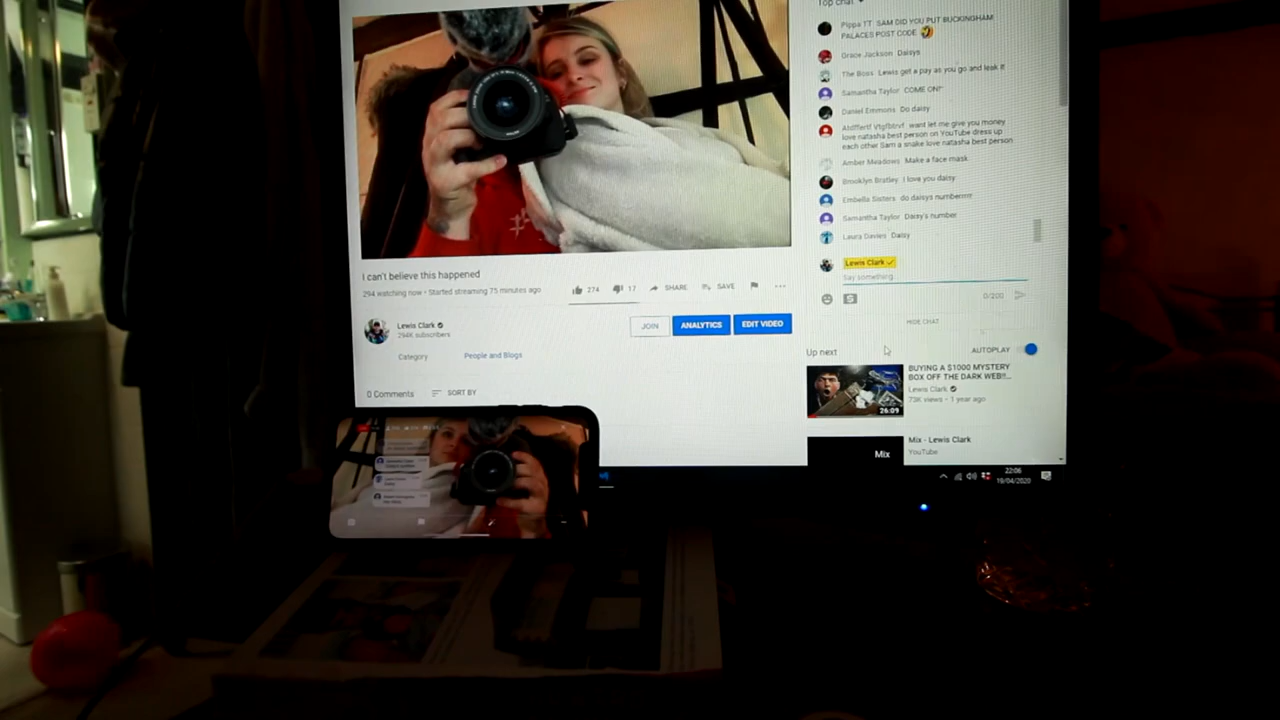 Top chat
Pippa TT SAM DID YOU PUT BUCKINGHAM
PALACES POST CODE 🤣
Grace Jackson Daisys
The Boss Lewis get a pay as you go and leak it
Samantha Taylor COME ON!"
Daniel Emmons Do daisy
want let me give you money
love natasha best person on YouTube dress up
each other Sam a snake love natasha best person
Amber Meadows Make a face mask
Brooklyn Bratley I love you daisy
Embella Sisters do daisys numberrrrr
Samantha Taylor Daisy's number
Laura Davies Daisy
Lewis Clark ✓
Say something...
0/200
HIDE CHAT
I can't believe this happened
294 watching now • Started streaming 75 minutes ago
274 17 SHARE SAVE
Lewis Clark
294K subscribers
JOIN ANALYTICS EDIT VIDEO
Category People and Blogs
0 Comments SORT BY
Up next AUTOPLAY
BUYING A $1000 MYSTERY
BOX OFF THE DARK WEB!!...
Lewis Clark
73K views • 1 year ago
26:09
Mix
Mix - Lewis Clark
YouTube
22:06
19/04/2020